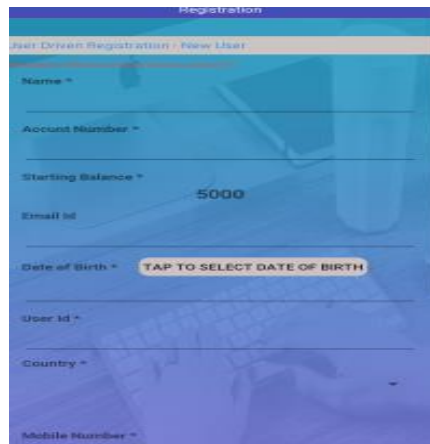 Registration
User Driven Registration - New User
Name *
Account Number *
Starting Balance *
5000
Email Id
Date of Birth * TAP TO SELECT DATE OF BIRTH
User Id *
Country *
Mobile Number *